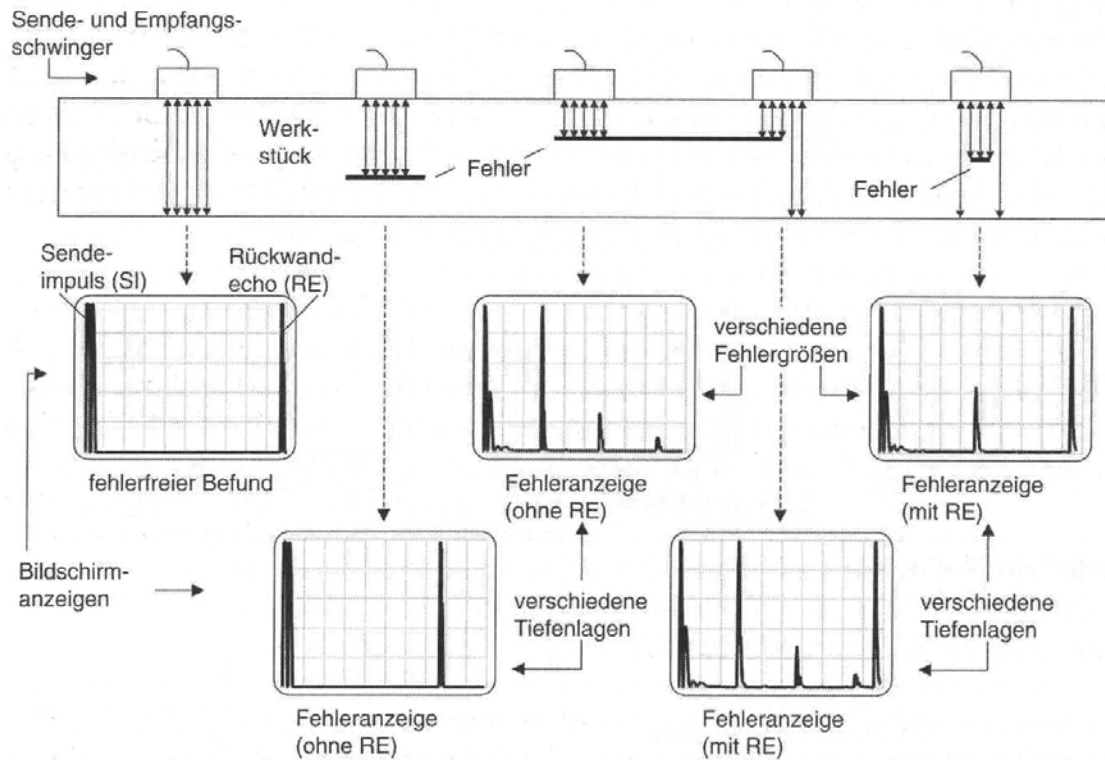 Sende- und Empfangs-
schwinger
Werk-
stück
Fehler
Fehler
Sende-
impuls (SI)
Rückwand-
echo (RE)
verschiedene
Fehlergrößen
fehlerfreier Befund
Fehleranzeige
(ohne RE)
Fehleranzeige
(mit RE)
Bildschirm-
anzeigen
verschiedene
Tiefenlagen
verschiedene
Tiefenlagen
Fehleranzeige
(ohne RE)
Fehleranzeige
(mit RE)